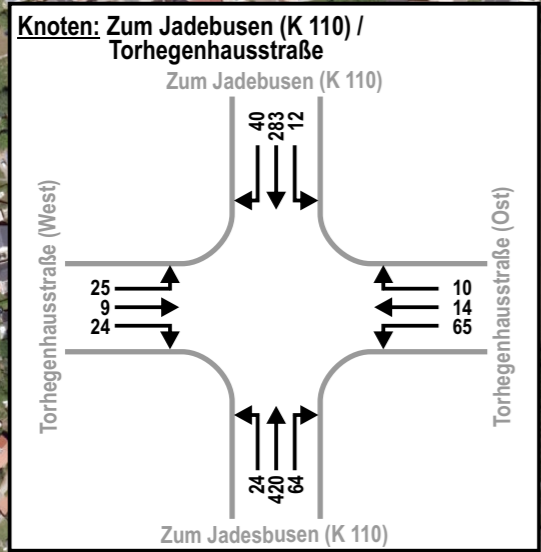 Knoten: Zum Jadebusen (K 110) /
Torhegenhausstraße
Zum Jadebusen (K 110)
40
283
12
Torhegenhausstraße (West)
Torhegenhausstraße (Ost)
25
9
24
10
14
65
24
420
64
Zum Jadesbusen (K 110)